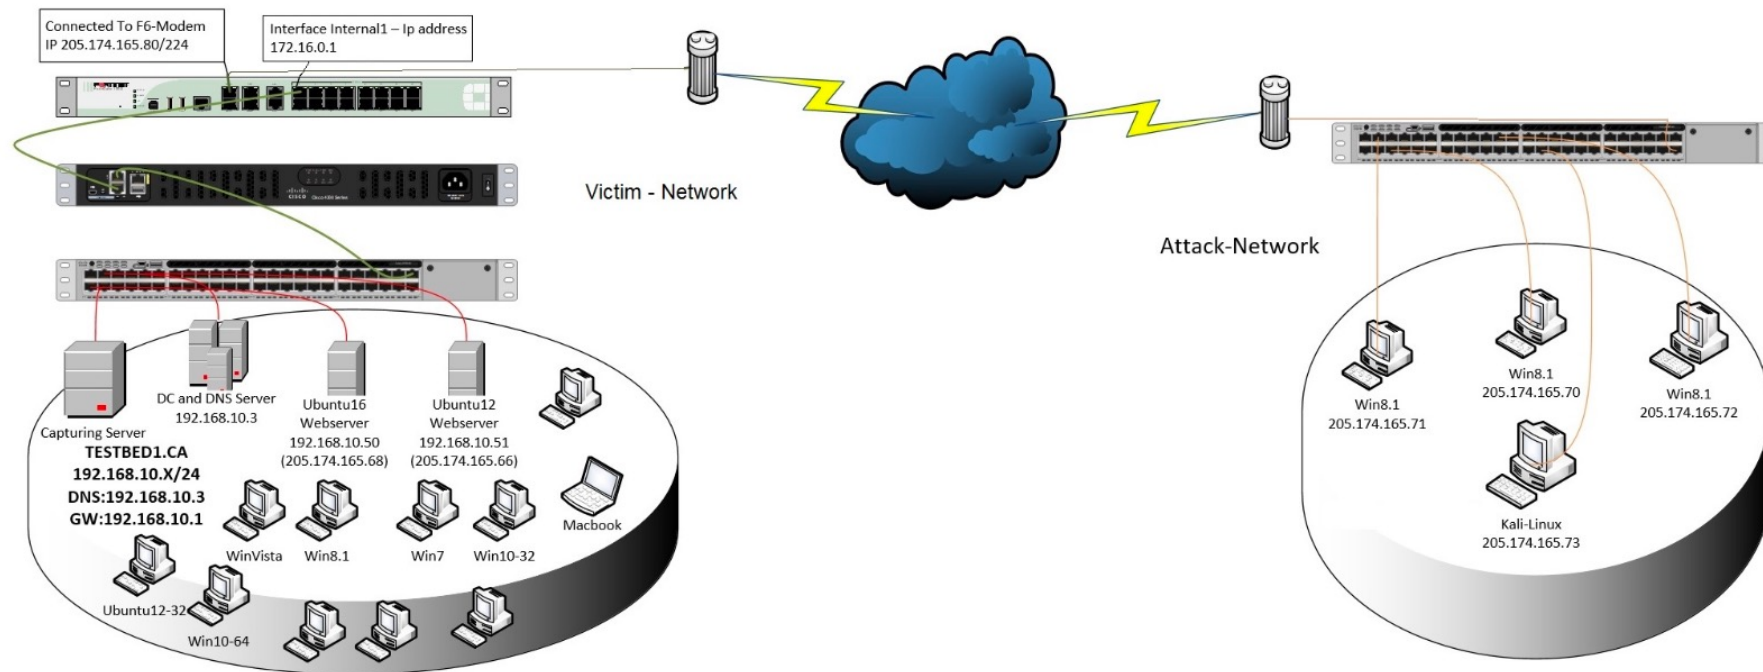 Connected To F6-Modem
IP 205.174.165.80/224
Interface Internal1 – Ip address
172.16.0.1
Victim - Network
Attack-Network
CISCO
DC and DNS Server
192.168.10.3
Ubuntu16
Webserver
192.168.10.50
(205.174.165.68)
Ubuntu12
Webserver
192.168.10.51
(205.174.165.66)
Capturing Server
TESTBED1.CA
192.168.10.X/24
DNS:192.168.10.3
GW:192.168.10.1
WinVista
Win8.1
Win7
Win10-32
Macbook
Ubuntu12-32
Win10-64
Win8.1
205.174.165.71
Win8.1
205.174.165.70
Win8.1
205.174.165.72
Kali-Linux
205.174.165.73